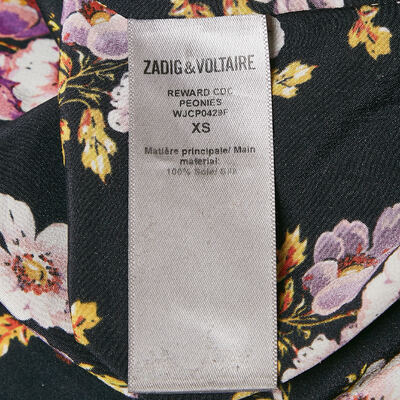 ZADIG&VOLTAIRE
REWARD CDC
PEONIES
WJCP0429F
XS
Matière principale/ Main
material:
100% Soie/ Silk